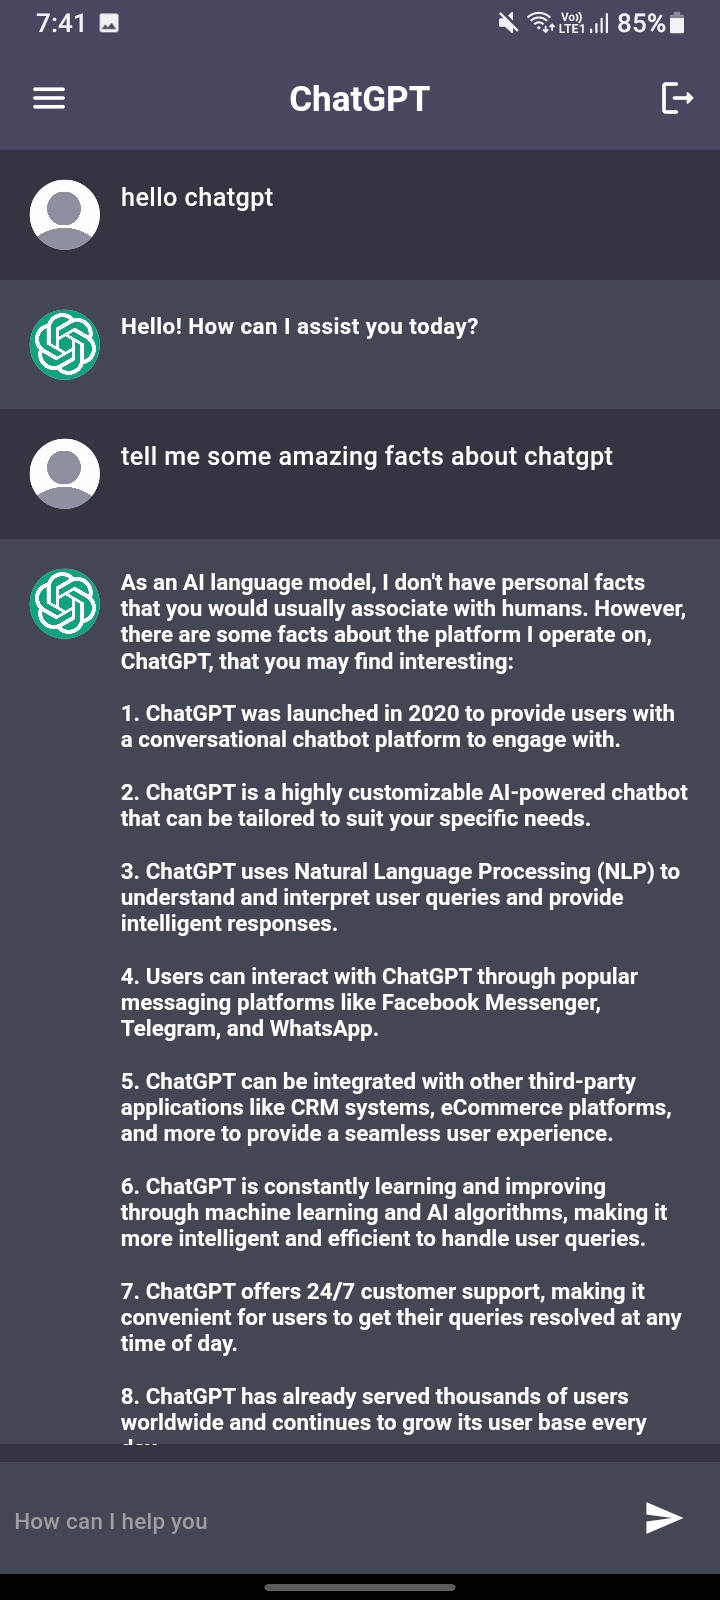 7:41
Vo))
LTE1
85%
ChatGPT
hello chatgpt
Hello! How can I assist you today?
tell me some amazing facts about chatgpt
As an AI language model, I don't have personal facts
that you would usually associate with humans. However,
there are some facts about the platform I operate on,
ChatGPT, that you may find interesting:
1. ChatGPT was launched in 2020 to provide users with
a conversational chatbot platform to engage with.
2. ChatGPT is a highly customizable AI-powered chatbot
that can be tailored to suit your specific needs.
3. ChatGPT uses Natural Language Processing (NLP) to
understand and interpret user queries and provide
intelligent responses.
4. Users can interact with ChatGPT through popular
messaging platforms like Facebook Messenger,
Telegram, and WhatsApp.
5. ChatGPT can be integrated with other third-party
applications like CRM systems, eCommerce platforms,
and more to provide a seamless user experience.
6. ChatGPT is constantly learning and improving
through machine learning and AI algorithms, making it
more intelligent and efficient to handle user queries.
7. ChatGPT offers 24/7 customer support, making it
convenient for users to get their queries resolved at any
time of day.
8. ChatGPT has already served thousands of users
worldwide and continues to grow its user base every
How can I help you